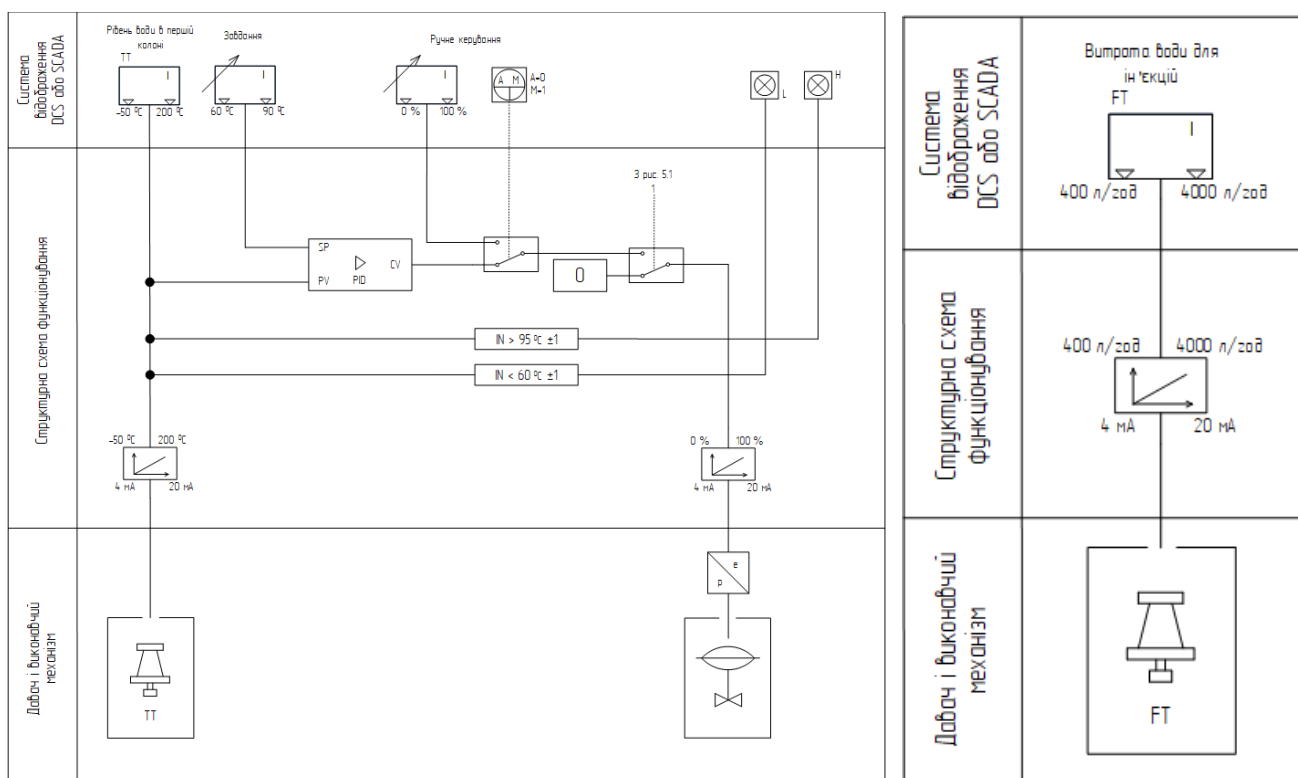 Система
відображення
DCS або SCADA
Рівень води в першій
колоні
TT
I
-50 ºC 200 ºC
Завдання
I
60 ºC 90 ºC
Ручне керування
I
0 % 100 %
A M
A=0
M=1
L
H
Структурна схема функціонування
З рис. 5.1
1
SP
PV
PID
CV
0
IN > 95 ºC ±1
IN < 60 ºC ±1
-50 ºC 200 ºC
4 мА 20 мА
0 % 100 %
4 мА 20 мА
Давач і виконавчий
механізм
TT
e
p
Система
відображення
DCS або SCADA
Витрата води для
ін'єкцій
FT
I
400 л/год 4000 л/год
Структурна схема
функціонування
400 л/год 4000 л/год
4 мА 20 мА
Давач і виконавчий
механізм
FT